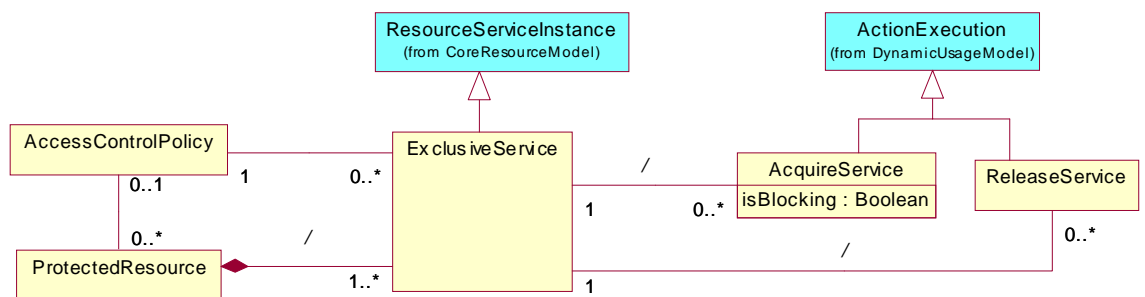 ResourceServiceInstance
(from CoreResourceModel)
ActionExecution
(from DynamicUsageModel)
AccessControlPolicy
ExclusiveService
AcquireService
isBlocking : Boolean
ReleaseService
/
1
0..*
0..1
1
0..*
0..*
0..*
/
ProtectedResource
1..*
/
1